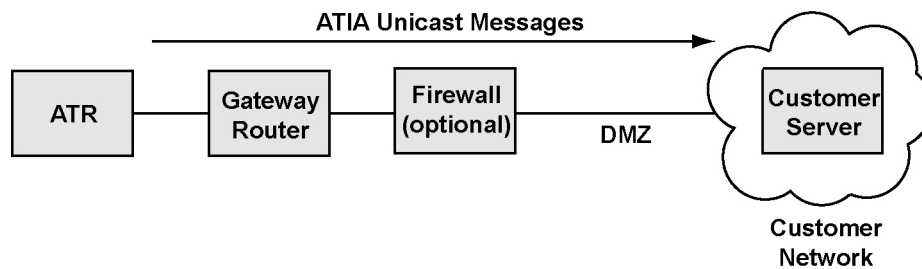 ATIA Unicast Messages
ATR
Gateway
Router
Firewall
(optional)
DMZ
Customer
Server
Customer
Network